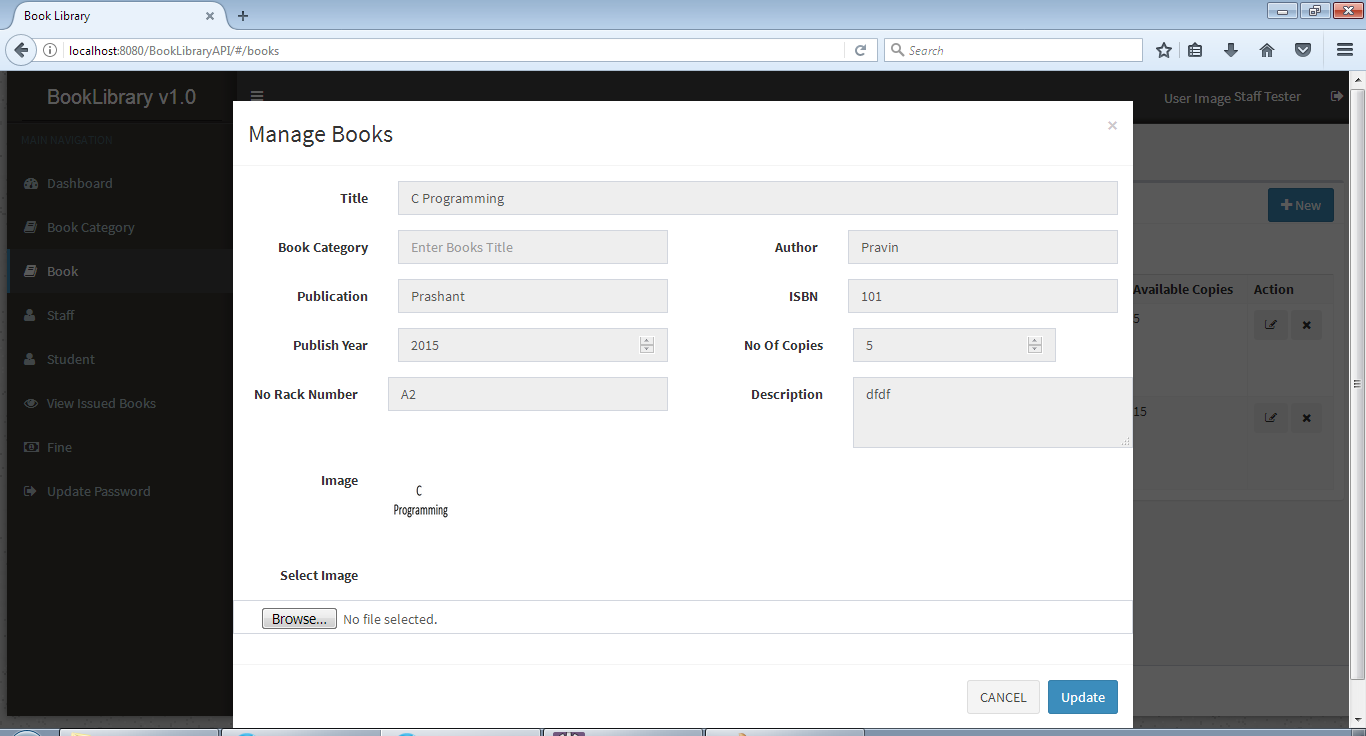 Book Library
localhost:8080/BookLibraryAPI/#/books
Search
BookLibrary v1.0
User Image Staff Tester
MAIN NAVIGATION
Dashboard
Book Category
Book
Staff
Student
View Issued Books
Fine
Update Password
New
Available Copies Action
5
15
Manage Books
×
Title C Programming
Book Category Enter Books Title Author Pravin
Publication Prashant ISBN 101
Publish Year 2015 No Of Copies 5
No Rack Number A2 Description dfdf
Image
C
Programming
Select Image
Browse... No file selected.
CANCEL Update